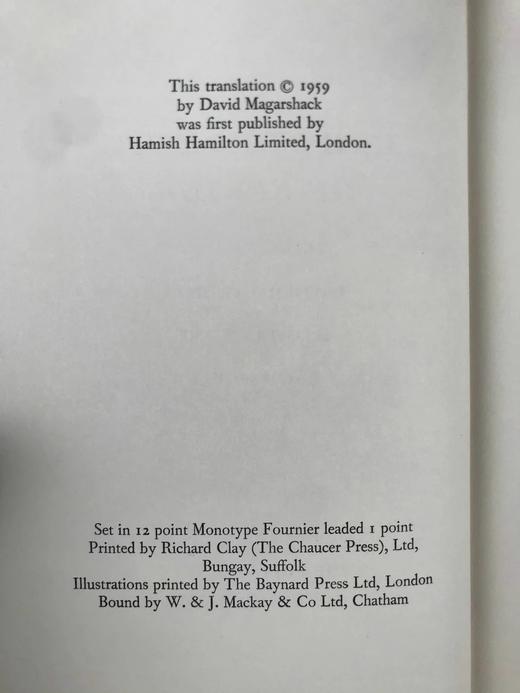 This translation © 1959
by David Magarshack
was first published by
Hamish Hamilton Limited, London.
Set in 12 point Monotype Fournier leaded 1 point
Printed by Richard Clay (The Chaucer Press), Ltd,
Bungay, Suffolk
Illustrations printed by The Baynard Press Ltd, London
Bound by W. & J. Mackay & Co Ltd, Chatham